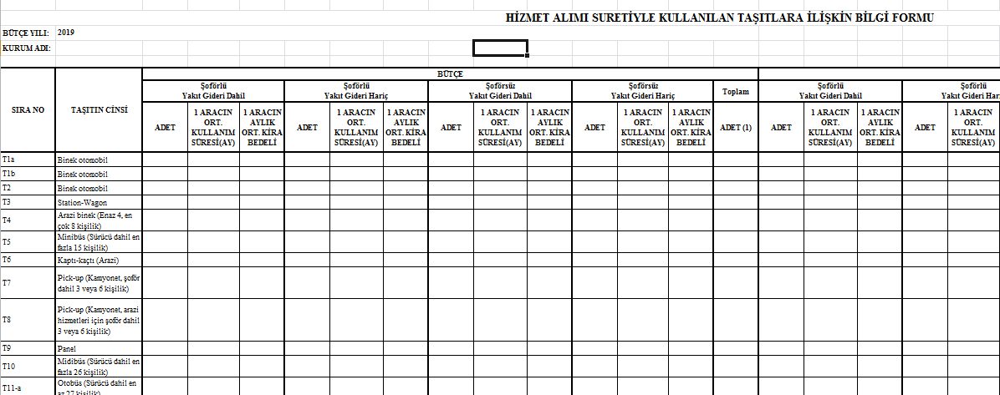 HİZMET ALIMI SURETİYLE KULLANILAN TAŞITLARA İLİŞKİN BİLGİ FORMU
BÜTÇE YILI: 2019
KURUM ADI:
BÜTÇE
SIRA NO
TAŞITIN CİNSİ
Şoförlü
Yakıt Gideri Dahil
Şoförlü
Yakıt Gideri Hariç
Şoförsüz
Yakıt Gideri Dahil
Şoförsüz
Yakıt Gideri Hariç
Toplam
Şoförlü
Yakıt Gideri Dahil
Şoförlü
Yakıt Gideri Har
ADET
1 ARACIN
ORT.
KULLANIM
SÜRESİ(AY)
1 ARACIN
AYLIK
ORT. KİRA
BEDELİ
ADET
1 ARACIN
ORT.
KULLANIM
SÜRESİ(AY)
1 ARACIN
AYLIK
ORT. KİRA
BEDELİ
ADET
1 ARACIN
ORT.
KULLANIM
SÜRESİ(AY)
1 ARACIN
AYLIK
ORT. KİRA
BEDELİ
ADET
1 ARACIN
ORT.
KULLANIM
SÜRESİ(AY)
1 ARACIN
AYLIK
ORT. KİRA
BEDELİ
ADET (1)
ADET
1 ARACIN
ORT.
KULLANIM
SÜRESİ(AY)
1 ARACIN
AYLIK
ORT. KİRA
BEDELİ
ADET
1 ARACIN
ORT.
KULLANIM
SÜRESİ(AY)
T1a Binek otomobil
T1b Binek otomobil
T2 Binek otomobil
T3 Station-Wagon
T4 Arazi binek (Enaz 4, en
çok 8 kişilik)
T5 Minibüs (Sürücü dahil en
fazla 15 kişilik)
T6 Kaptı-kaçtı (Arazi)
T7 Pick-up (Kamyonet, şoför
dahil 3 veya 6 kişilik)
T8 Pick-up (Kamyonet, arazi
hizmetleri için şoför dahil
3 veya 6 kişilik)
T9 Panel
T10 Midibüs (Sürücü dahil en
fazla 26 kişilik)
T11-a Otobüs (Sürücü dahil en
az 27 kişilik)